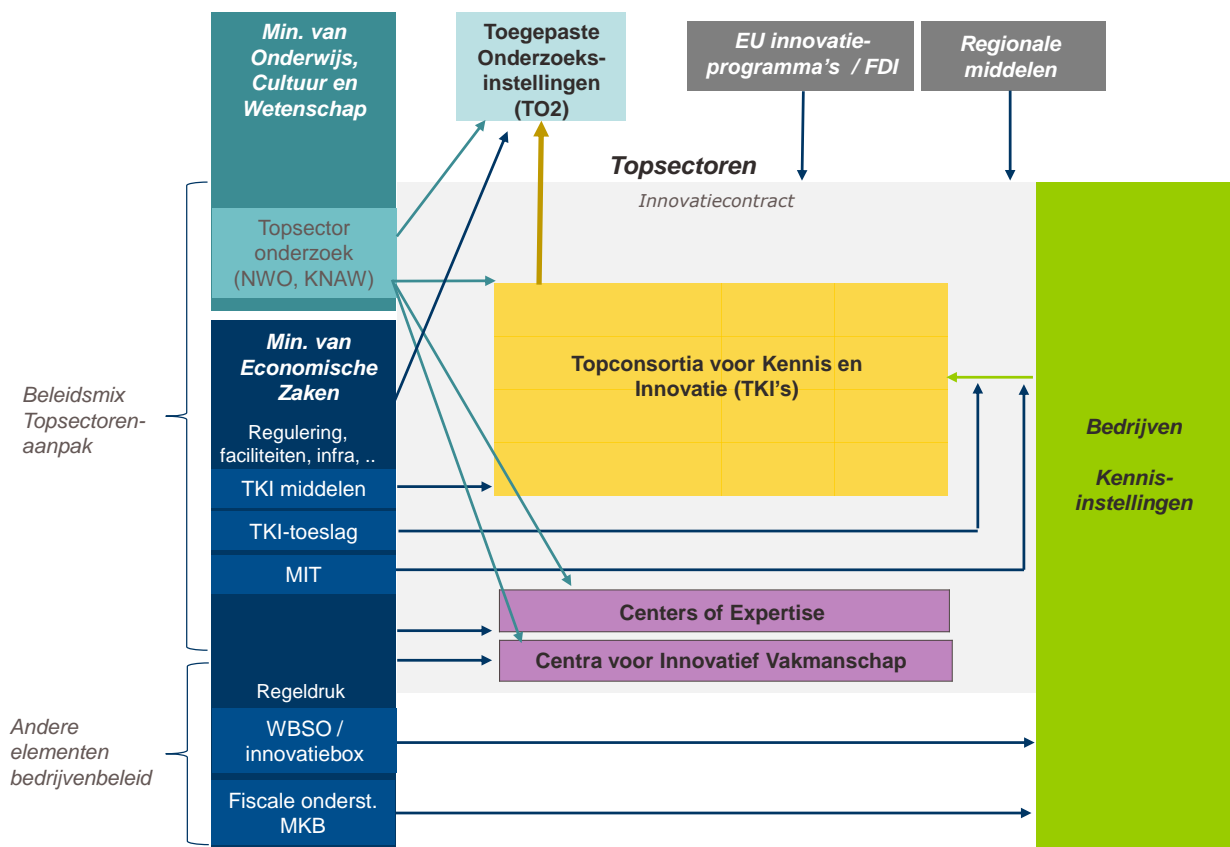 Min. van
Onderwijs,
Cultuur en
Wetenschap
Toegepaste
Onderzoeks-
instellingen
(TO2)
EU innovatie-
programma's / FDI
Regionale
middelen
Topsectoren
Innovatiecontract
Topsector
onderzoek
(NWO, KNAW)
Min. van
Economische
Zaken
Regulering,
faciliteiten, infra, ..
TKI middelen
TKI-toeslag
MIT
Regeldruk
WBSO /
innovatiebox
Fiscale onderst.
MKB
Beleidsmix
Topsectoren-
aanpak
Andere
elementen
bedrijvenbeleid
Topconsortia voor Kennis en
Innovatie (TKI's)
Centers of Expertise
Centra voor Innovatief Vakmanschap
Bedrijven
Kennis-
instellingen